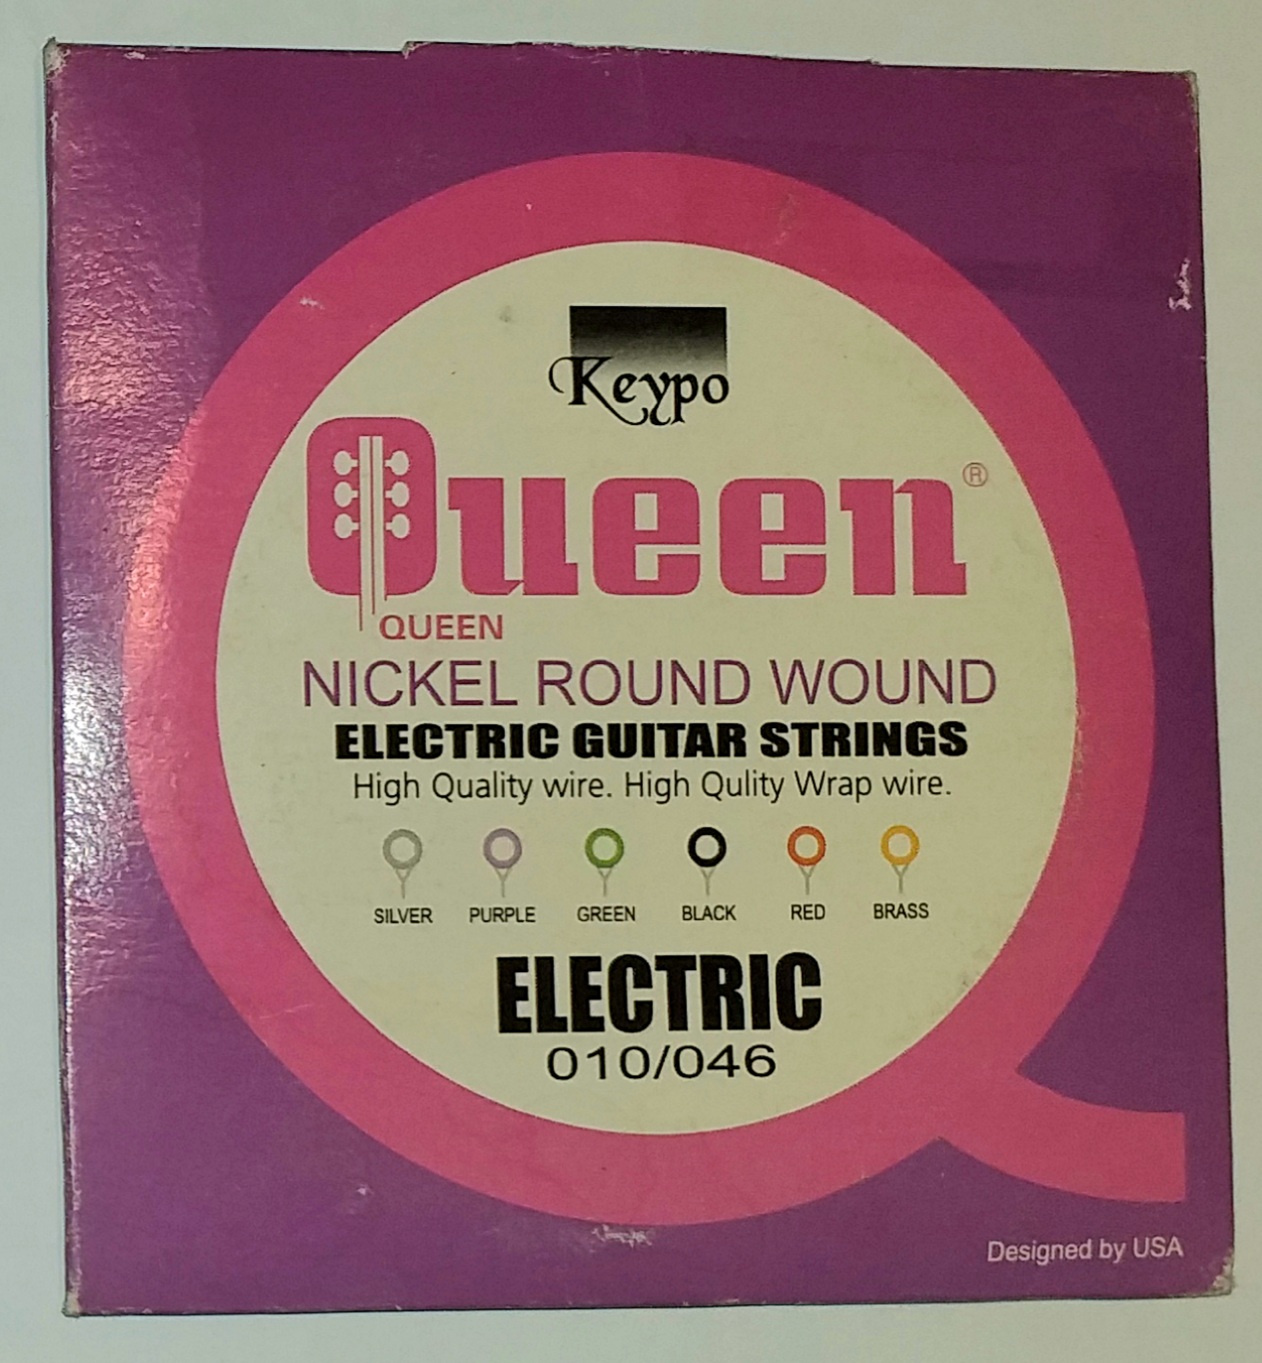 Keypo
Queen®
QUEEN
NICKEL ROUND WOUND
ELECTRIC GUITAR STRINGS
High Quality wire. High Qulity Wrap wire.
SILVER PURPLE GREEN BLACK RED BRASS
ELECTRIC
010/046
Designed by USA